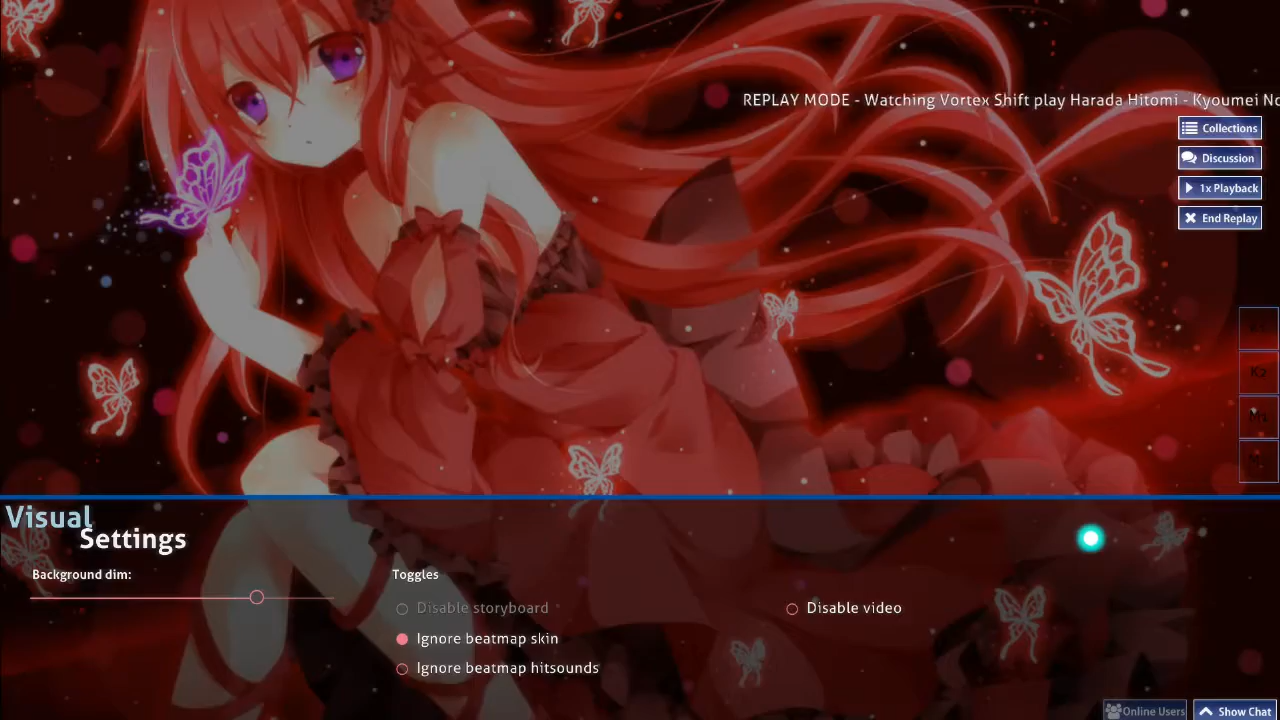 REPLAY MODE - Watching Vortex Shift play Harada Hitomi - Kyoumei No
Collections
Discussion
1x Playback
End Replay
K2
Visual
Settings
Background dim:
Toggles
Disable storyboard
Disable video
Ignore beatmap skin
Ignore beatmap hitsounds
Online Users
Show Chat